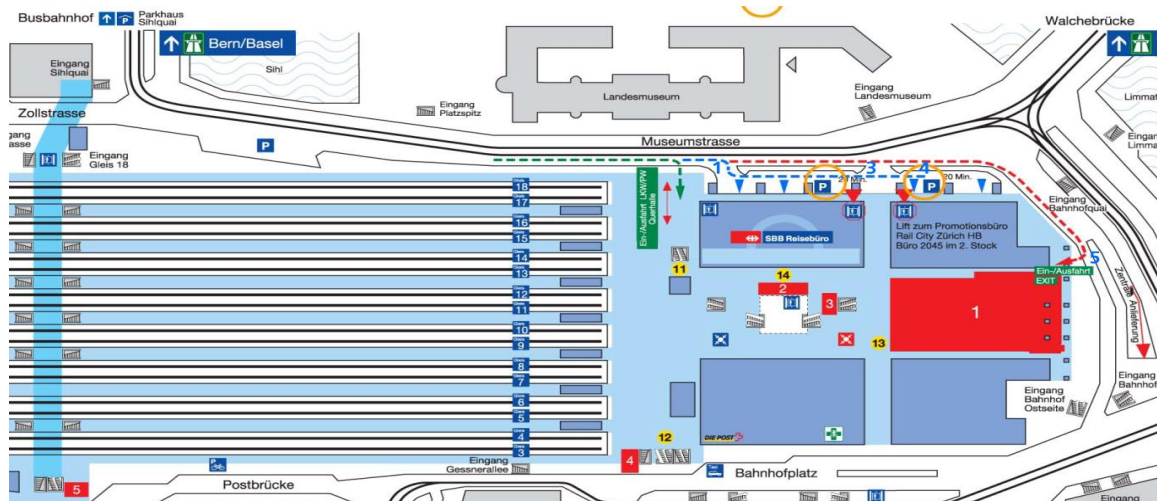 Busbahnhof
P
Parkhaus
Sihlquai
Bern/Basel
Walchebrücke
Eingang
Sihlquai
Sihl
Landesmuseum
Eingang
Landesmuseum
Limmat
Zollstrasse
Eingang
Platzspitz
Museumstrasse
Eingang
Gleis 18
P
1
3
4
P
P
20 Min.
Eingang
Bahnhofquai
Ein-/Ausfahrt LKW/PW
Querhalle
18
17
16
15
14
13
12
11
10
9
8
7
6
5
4
3
SBB Reisebüro
Lift zum Promotionsbüro
Rail City Zürich HB
Büro 2045 im 2. Stock
5
Ein-/Ausfahrt
EXIT
Zentrale Anlieferung
11
14
2
3
1
13
12
Eingang
Bahnhof
Eingang
Bahnhof
Ostseite
DIE POST
Eingang
Gessnerallee
4
Taxi
Bahnhofplatz
P
5
Postbrücke
Eingang